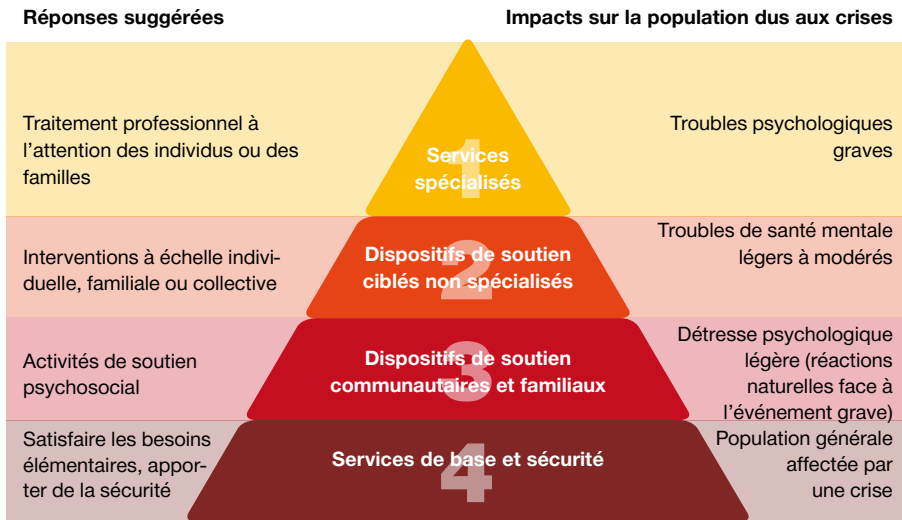 Réponses suggérées
Impacts sur la population dus aux crises
Traitement professionnel à
l'attention des individus ou des
familles
1
Services
spécialisés
Troubles psychologiques
graves
Interventions à échelle indivi-
duelle, familiale ou collective
2
Dispositifs de soutien
ciblés non spécialisés
Troubles de santé mentale
légers à modérés
Activités de soutien
psychosocial
3
Dispositifs de soutien
communautaires et familiaux
Détresse psychologique
légère (réactions
naturelles face à
l'événement grave)
Satisfaire les besoins
élémentaires, appor-
ter de la sécurité
4
Services de base et sécurité
Population générale
affectée par
une crise